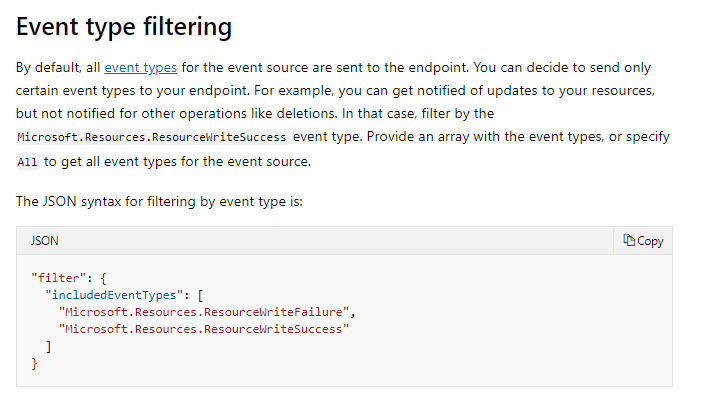 Event type filtering
By default, all event types for the event source are sent to the endpoint. You can decide to send only
certain event types to your endpoint. For example, you can get notified of updates to your resources,
but not notified for other operations like deletions. In that case, filter by the
Microsoft.Resources.ResourceWriteSuccess event type. Provide an array with the event types, or specify
All to get all event types for the event source.
The JSON syntax for filtering by event type is:
JSON Copy
"filter": {
  "includedEventTypes": [
    "Microsoft.Resources.ResourceWriteFailure",
    "Microsoft.Resources.ResourceWriteSuccess"
  ]
}